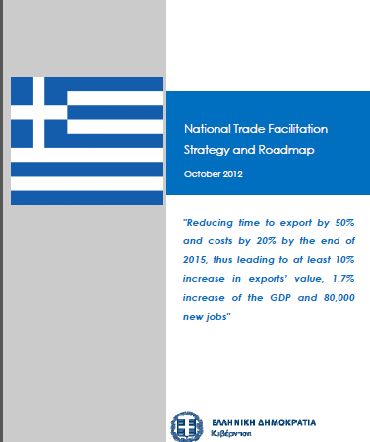 National Trade Facilitation
Strategy and Roadmap
October 2012
"Reducing time to export by 50%
and costs by 20% by the end of
2015, thus leading to at least 10%
increase in exports' value, 1.7%
increase of the GDP and 80,000
new jobs"
ΕΛΛΗΝΙΚΗ ΔΗΜΟΚΡΑΤΙΑ
Κυβέρνηση